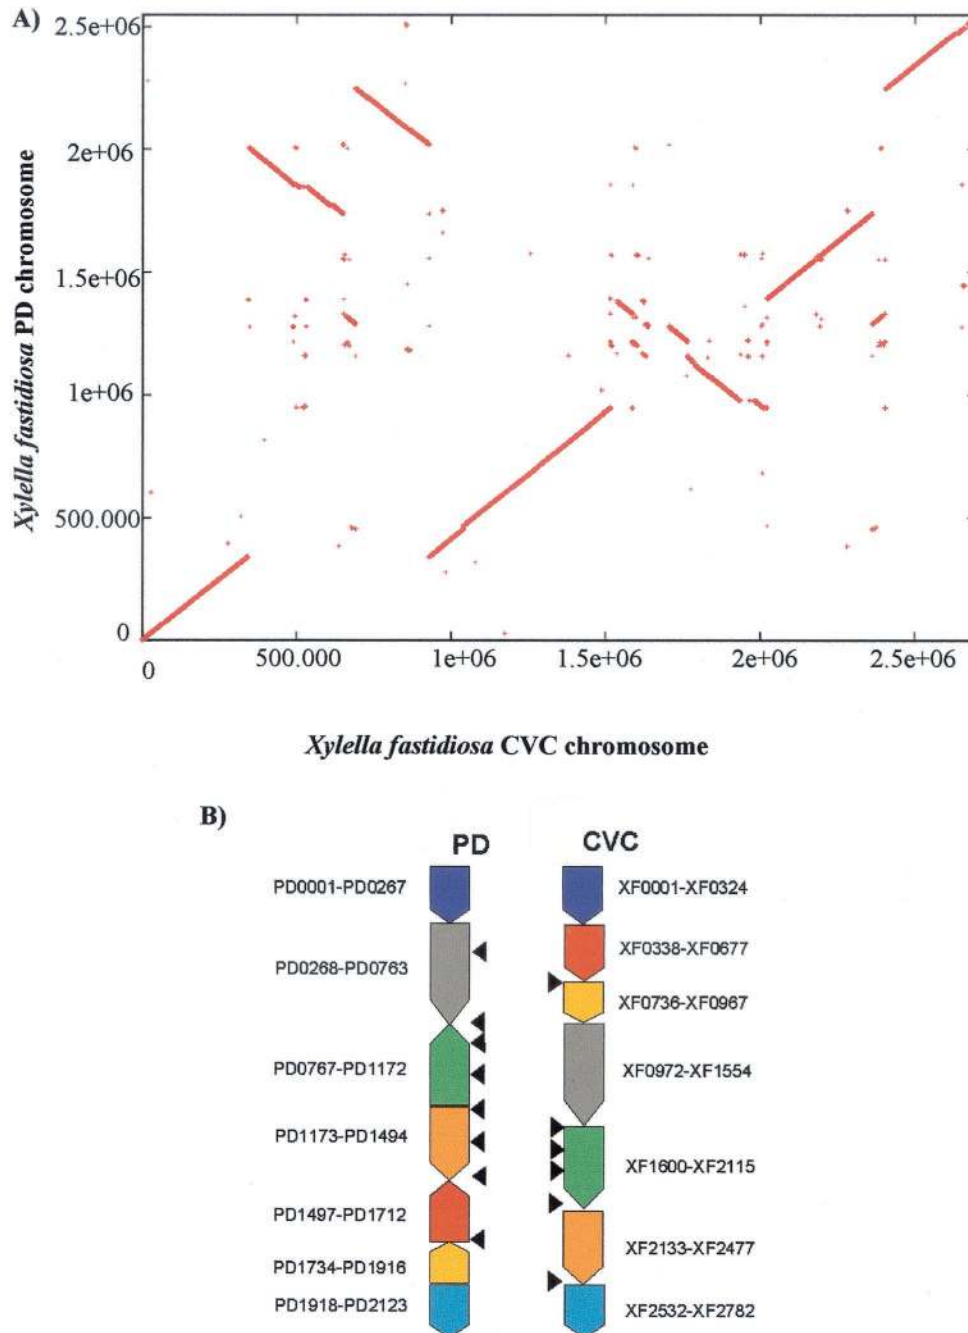 A)
2.5e+06
2e+06
1.5e+06
1e+06
500.000
0
Xylella fastidiosa PD chromosome
0
500.000
1e+06
1.5e+06
2e+06
2.5e+06
Xylella fastidiosa CVC chromosome
B)
PD
CVC
PD0001-PD0267
XF0001-XF0324
PD0268-PD0763
XF0338-XF0677
XF0736-XF0967
PD0767-PD1172
XF0972-XF1554
PD1173-PD1494
XF1600-XF2115
PD1497-PD1712
XF2133-XF2477
PD1734-PD1916
PD1918-PD2123
XF2532-XF2782